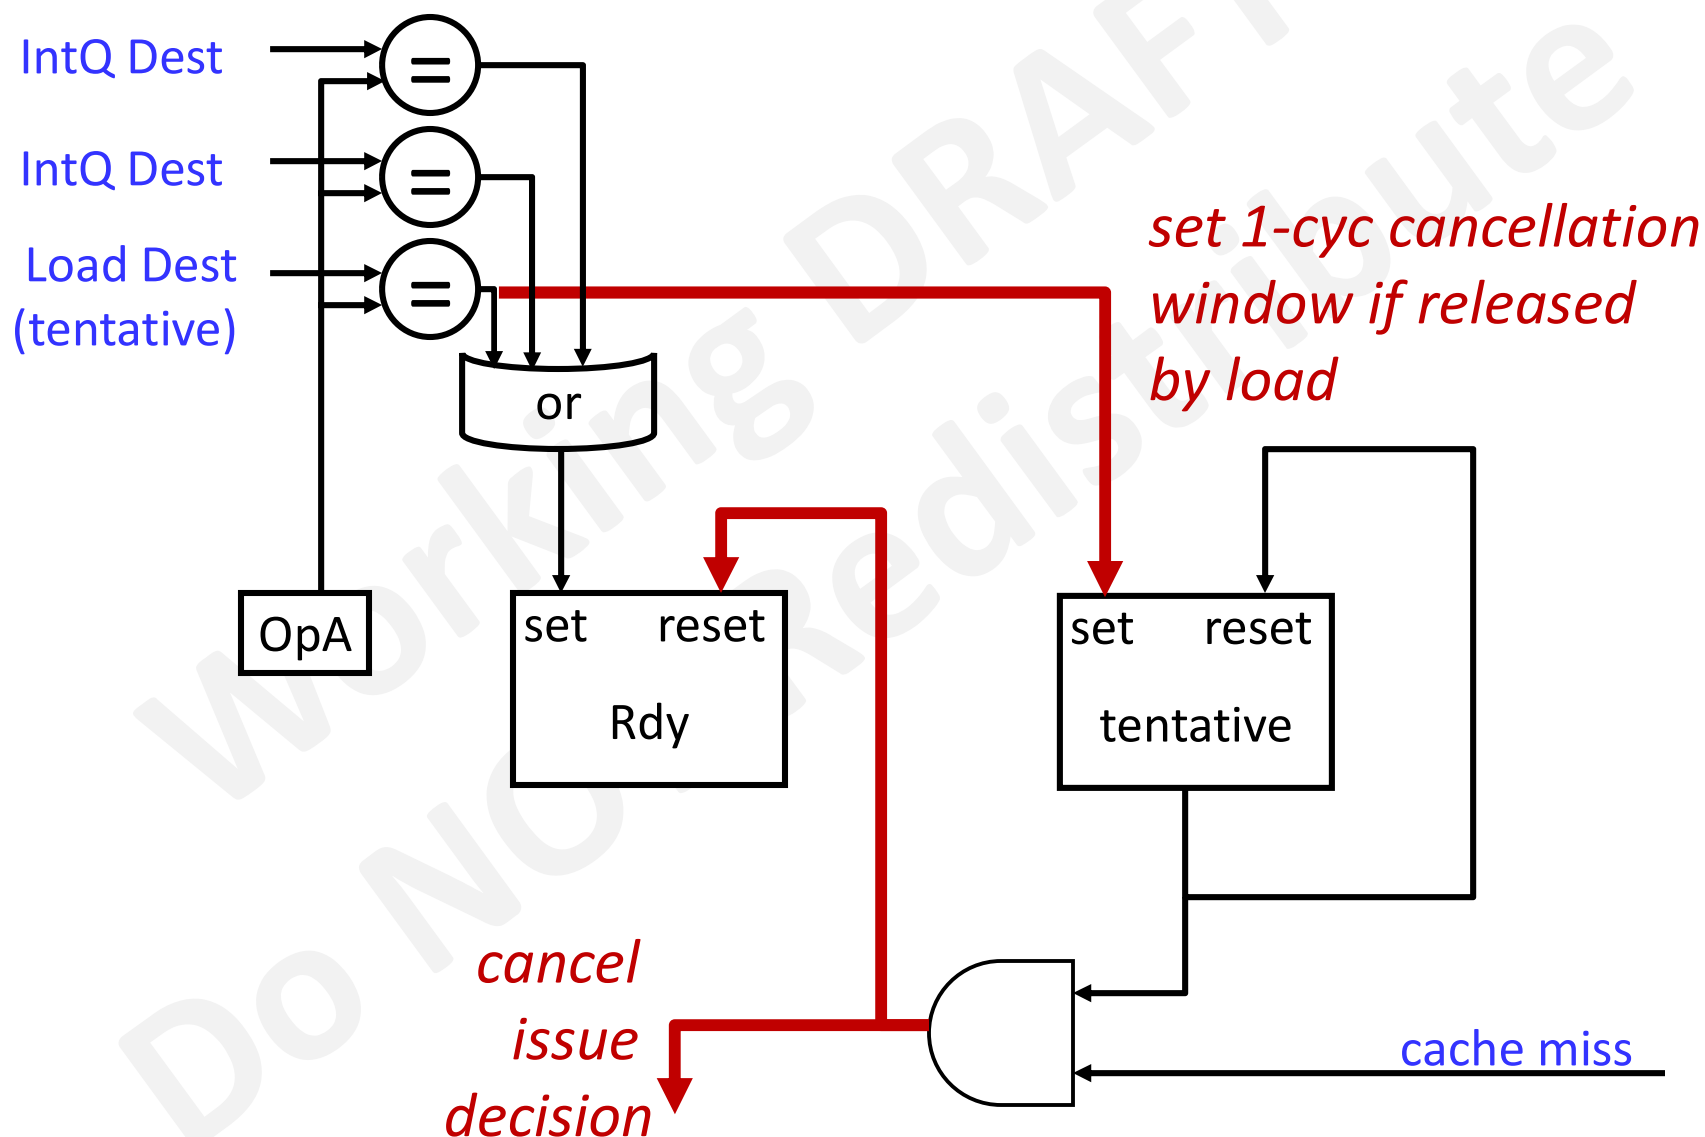 IntQ Dest
=
IntQ Dest
=
Load Dest
(tentative)
=
or
set 1-cyc cancellation
window if released
by load
OpA
set reset
Rdy
set reset
tentative
cancel
issue
decision
cache miss
Working DRAFT
Do NOT Redistribute